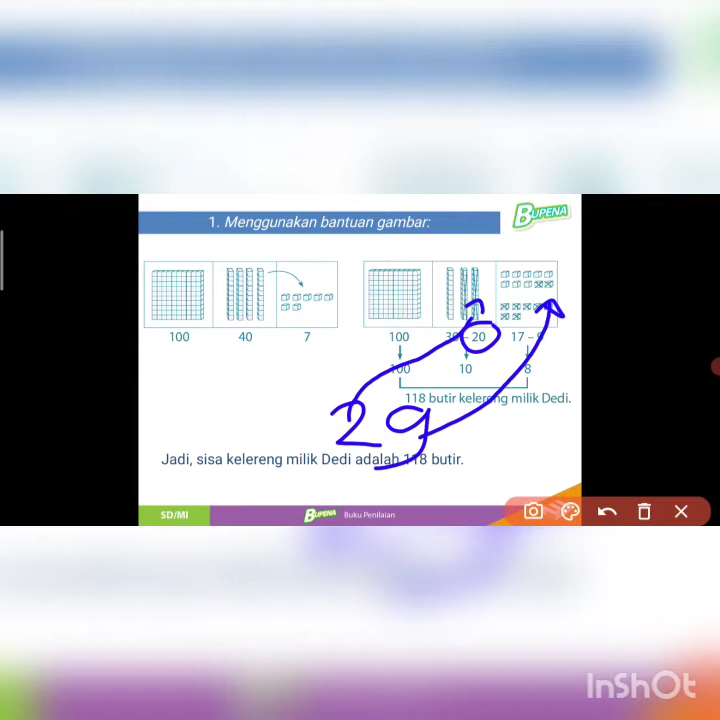 1. Menggunakan bantuan gambar:
BUPENA
100 40 7
100 30 – 20 17 – 9
100 10 8
118 butir kelereng milik Dedi.
29
Jadi, sisa kelereng milik Dedi adalah 118 butir.
SD/MI BUPENA Buku Penilaian
InShOt